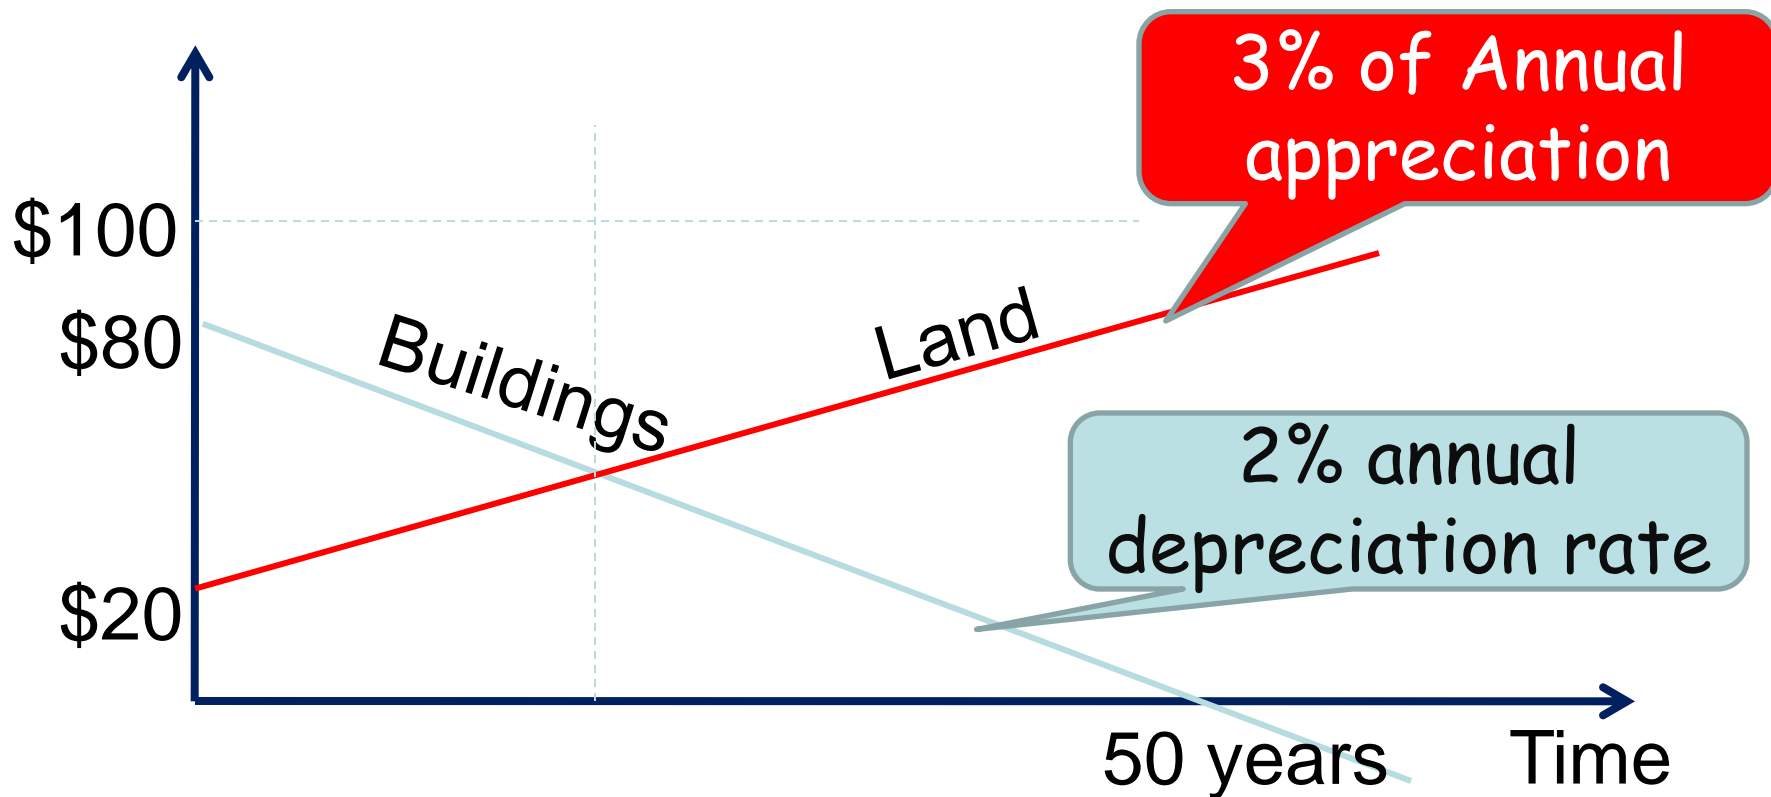 3% of Annual
appreciation
$100
$80
Buildings
Land
2% annual
depreciation rate
$20
50 years
Time